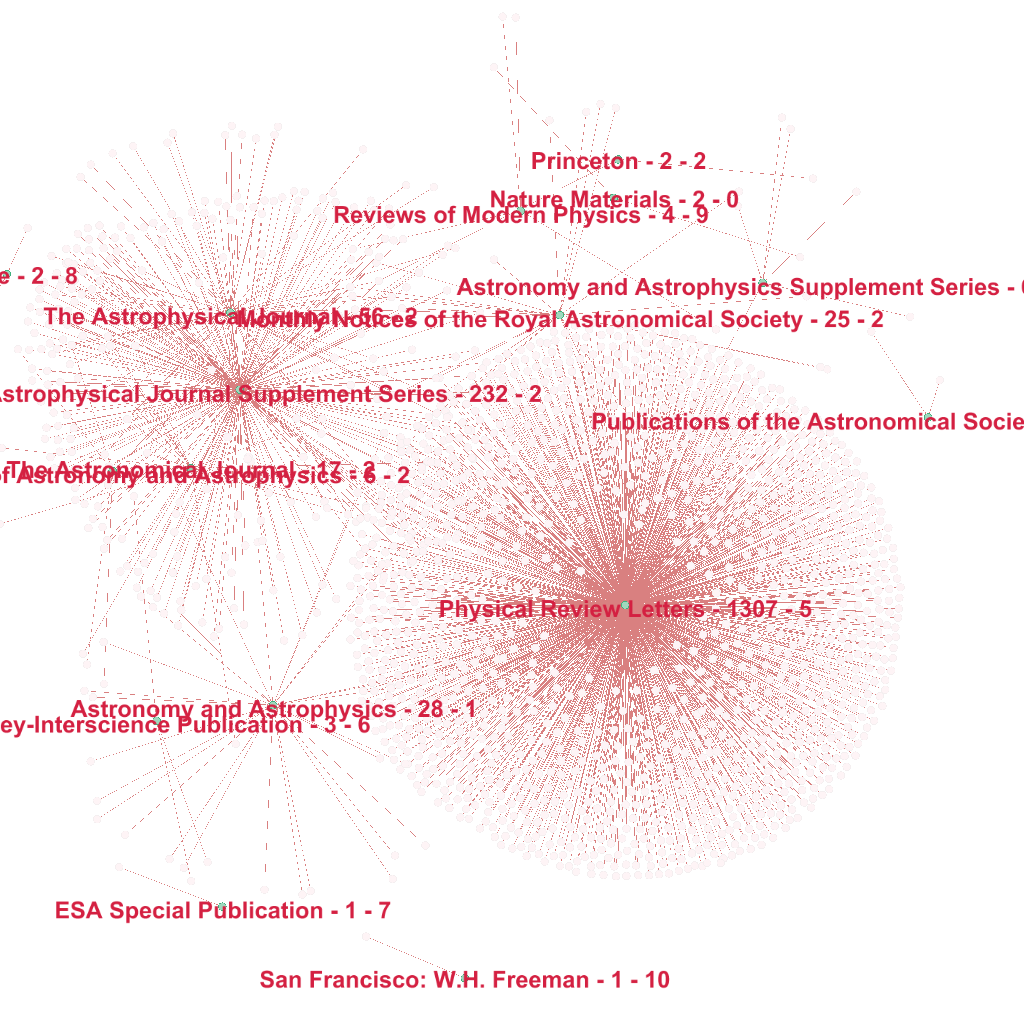 Princeton - 2 - 2
Nature Materials - 2 - 0
Reviews of Modern Physics - 4 - 9
e - 2 - 8
Astronomy and Astrophysics Supplement Series -
The Astrophysical Journal - 56 - 2
Monthly Notices of the Royal Astronomical Society - 25 - 2
Astrophysical Journal Supplement Series - 232 - 2
Publications of the Astronomical Socie
The Astronomical Journal - 17 - 2
of Astronomy and Astrophysics - 6 - 2
Physical Review Letters - 1307 - 5
Astronomy and Astrophysics - 28 - 1
ey-Interscience Publication - 3 - 6
ESA Special Publication - 1 - 7
San Francisco: W.H. Freeman - 1 - 10